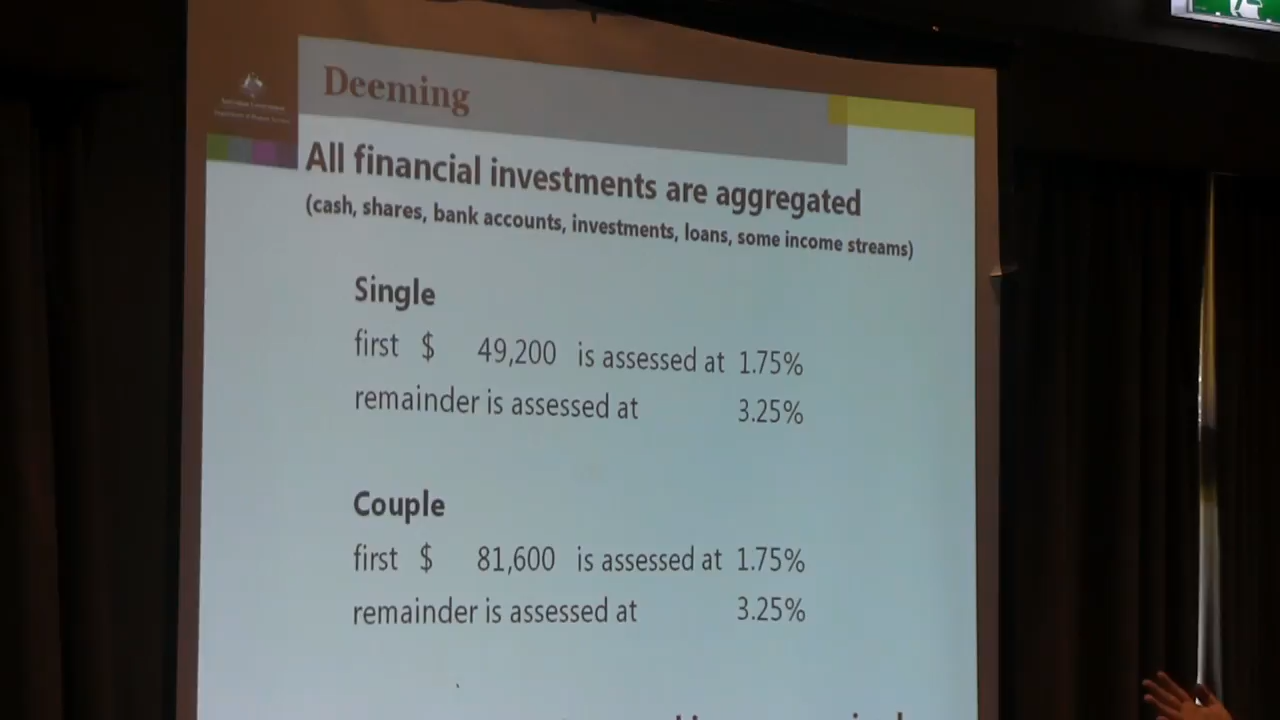 Deeming
Australian Government
All financial investments are aggregated
(cash, shares, bank accounts, investments, loans, some income streams)
Single
first $ 49,200 is assessed at 1.75%
remainder is assessed at 3.25%
Couple
first $ 81,600 is assessed at 1.75%
remainder is assessed at 3.25%